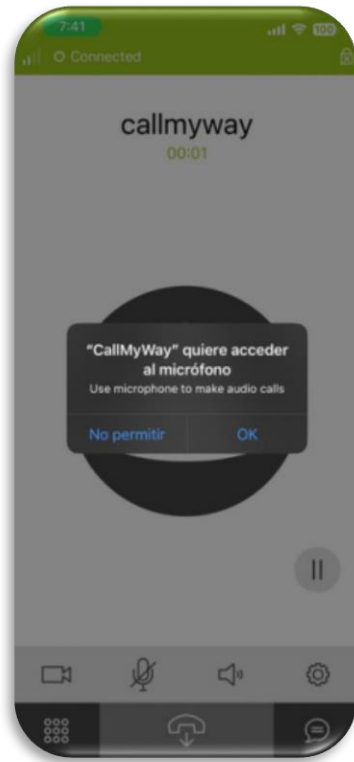 7:41
100
Connected
callmyway
00:01
"CallMyWay" quiere acceder
al micrófono
Use microphone to make audio calls
No permitir
OK